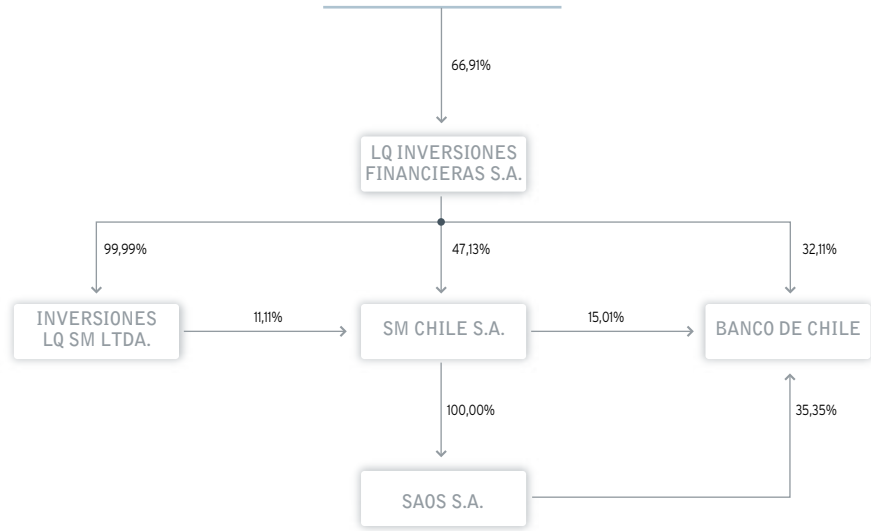 66,91%
LQ INVERSIONES
FINANCIERAS S.A.
99,99%
47,13%
32,11%
INVERSIONES
LQ SM LTDA.
11,11%
SM CHILE S.A.
15,01%
BANCO DE CHILE
100,00%
35,35%
SAOS S.A.